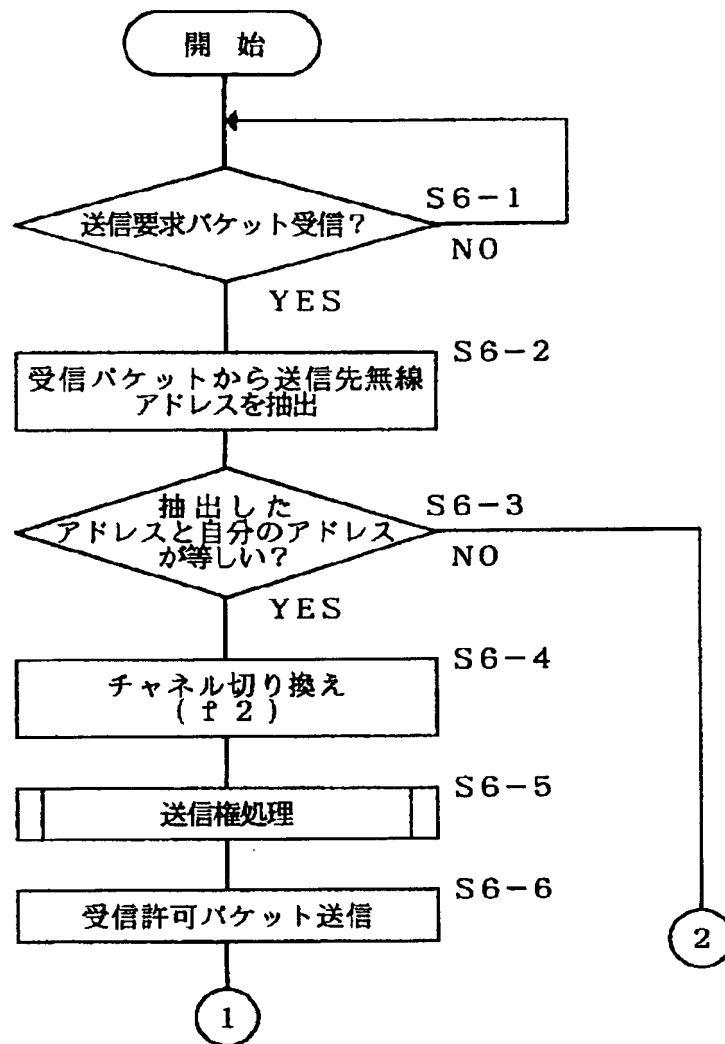 開 始
送信要求パケット受信?
S6-1
NO
YES
S6-2
受信パケットから送信先無線
アドレスを抽出
抽出した
アドレスと自分のアドレス
が等しい?
S6-3
NO
YES
S6-4
チャネル切り換え
(f2)
S6-5
送信権処理
S6-6
受信許可パケット送信
1
2